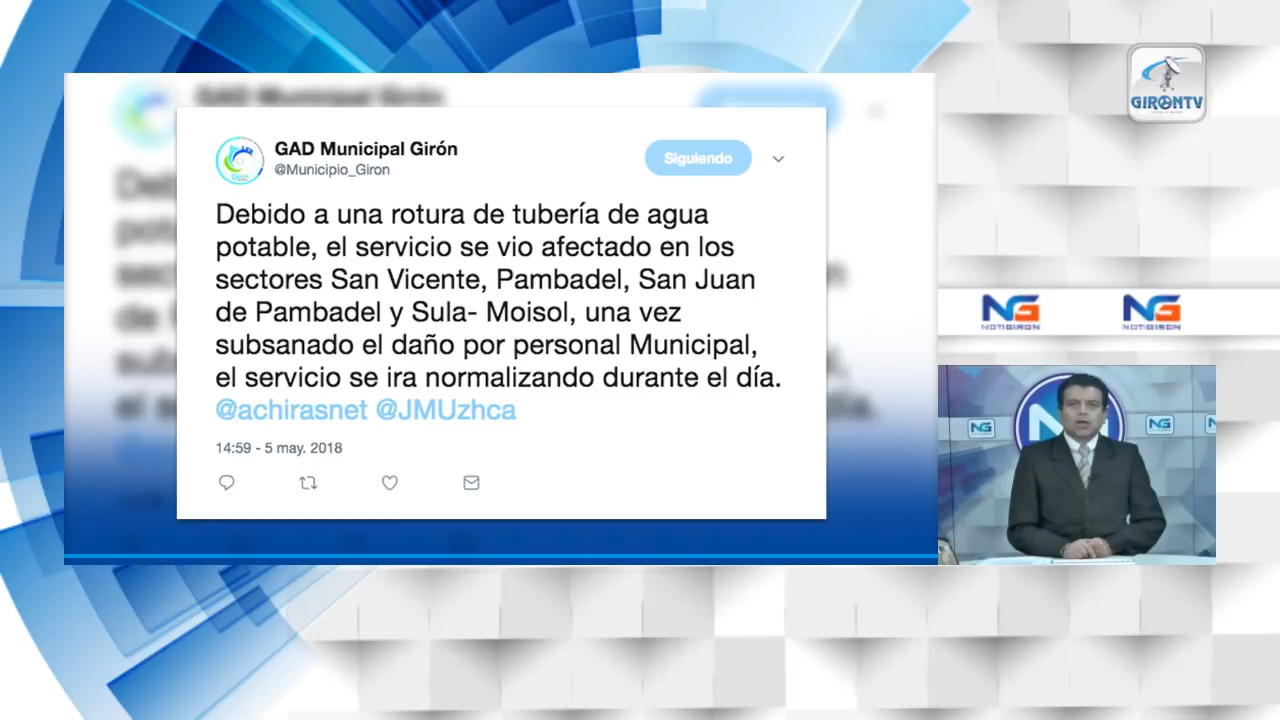 GAD Municipal Girón
@Municipio_Giron
Siguiendo
Debido a una rotura de tubería de agua
potable, el servicio se vio afectado en los
sectores San Vicente, Pambadel, San Juan
de Pambadel y Sula- Moisol, una vez
subsanado el daño por personal Municipal,
el servicio se ira normalizando durante el día.
@achirasnet @JMUzhca
14:59 - 5 may. 2018
GIRONTV
NG NG
NOTIGIRON NOTIGIRON
NG NG